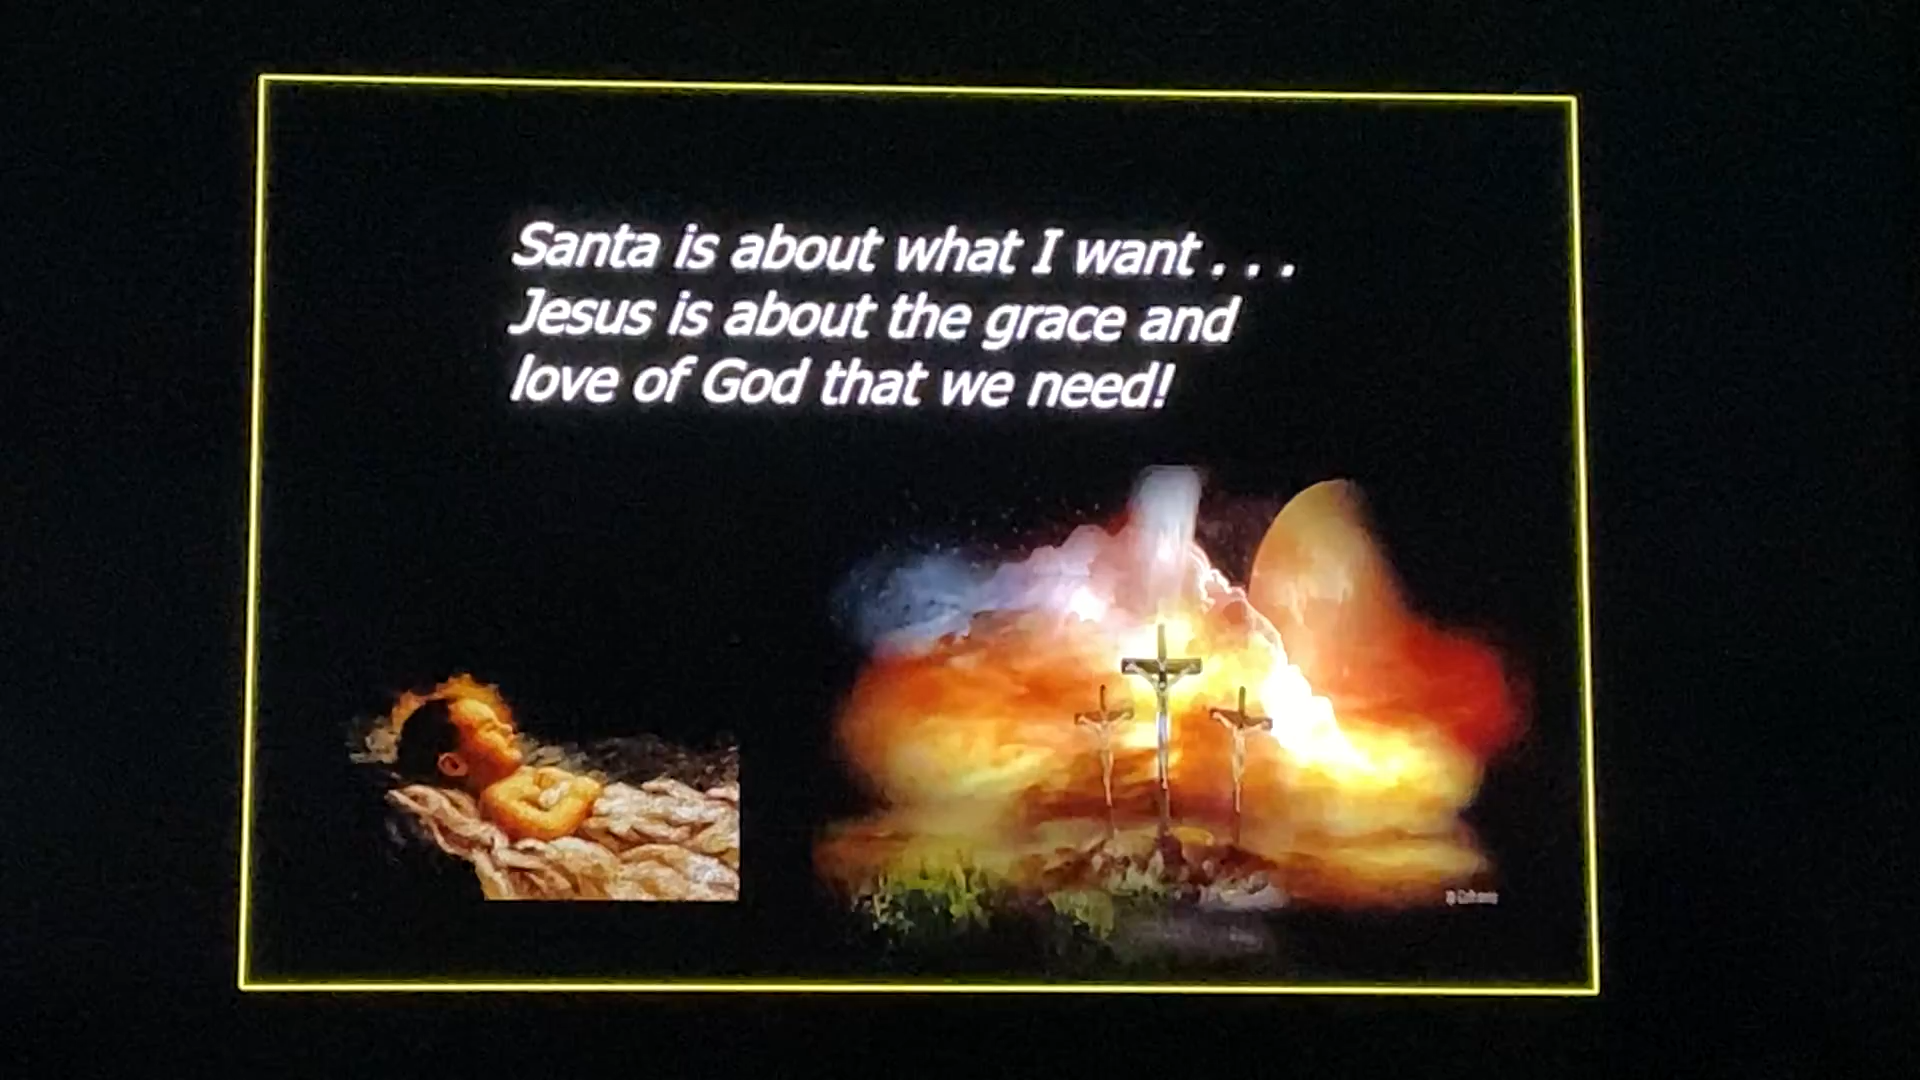 Santa is about what I want . . .
Jesus is about the grace and
love of God that we need!